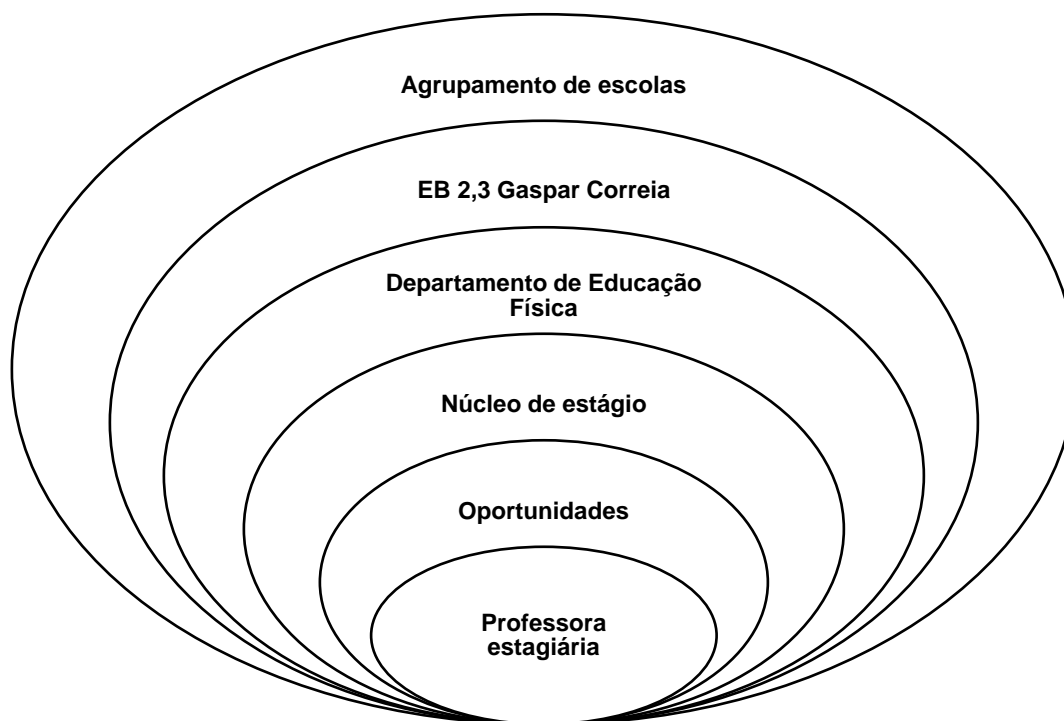 Agrupamento de escolas
EB 2,3 Gaspar Correia
Departamento de Educação
Física
Núcleo de estágio
Oportunidades
Professora
estagiária